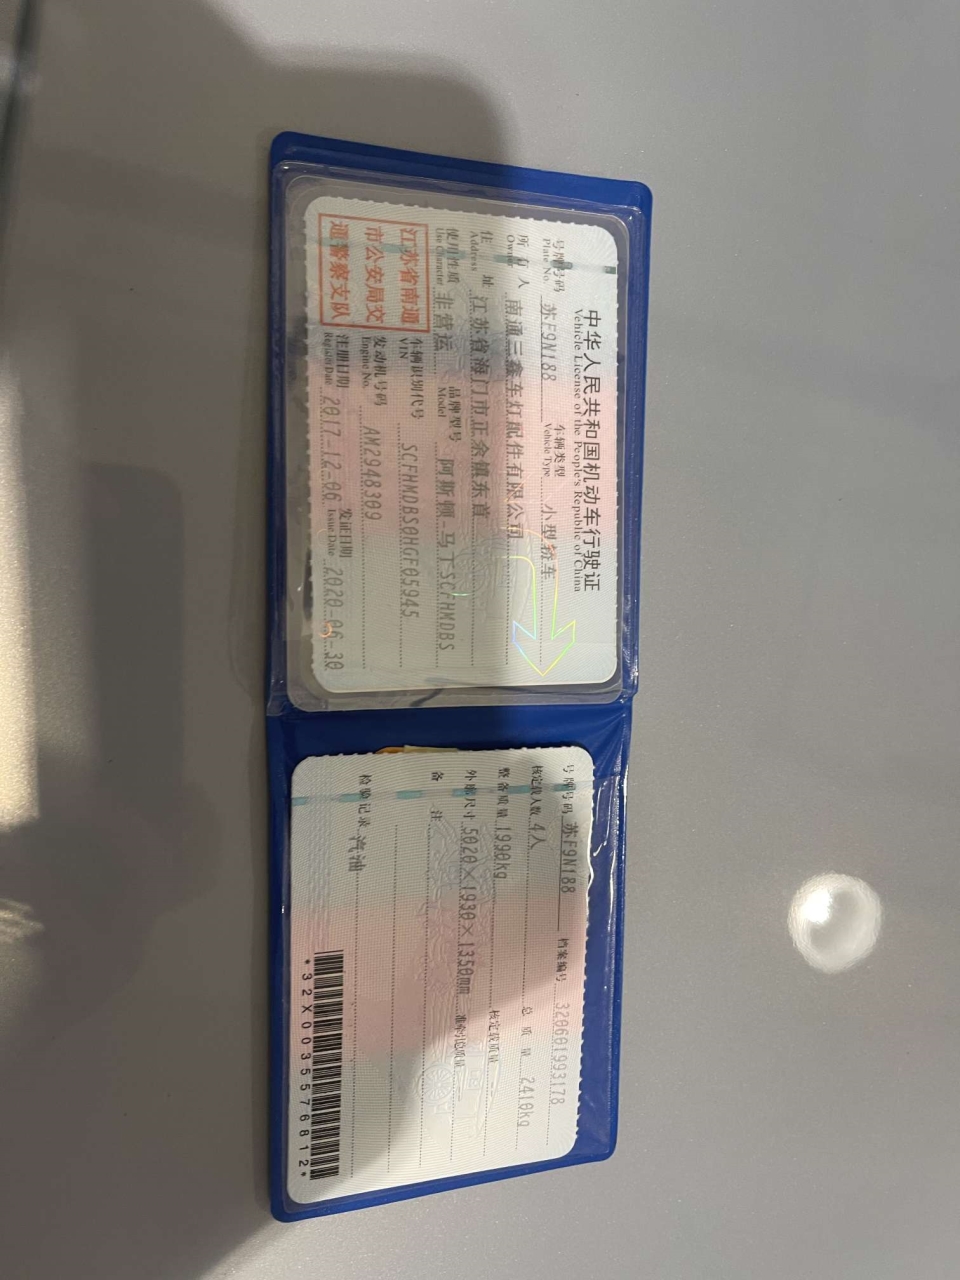 中华人民共和国机动车行驶证
Vehicle License of the People's Republic of China
号牌号码 苏F9N188 车辆类型 小型轿车
Plate No. Vehicle Type
所有人 南通三鑫车灯配件有限公司
Owner
住址 江苏省海门市正余镇东首
Address
使用性质 非营运 品牌型号 阿斯顿-马丁SCFHMDBS
Use Character Model
江苏省南通
市公安局交
通警察支队
车辆识别代号 SCFHMDBS0HGF05945
VIN
发动机号码 AM2948309
Engine No.
注册日期 2017-12-06 发证日期 2020-06-30
Register Date Issue Date
号牌号码 苏F9N188 档案编号 320601993178
核定载人数 4人 总质量 2410kg
整备质量 1990kg 核定载质量 --
外廓尺寸 5020×1930×1350mm 准牵引总质量 --
备注
检验记录 汽油
*32X0035576812*